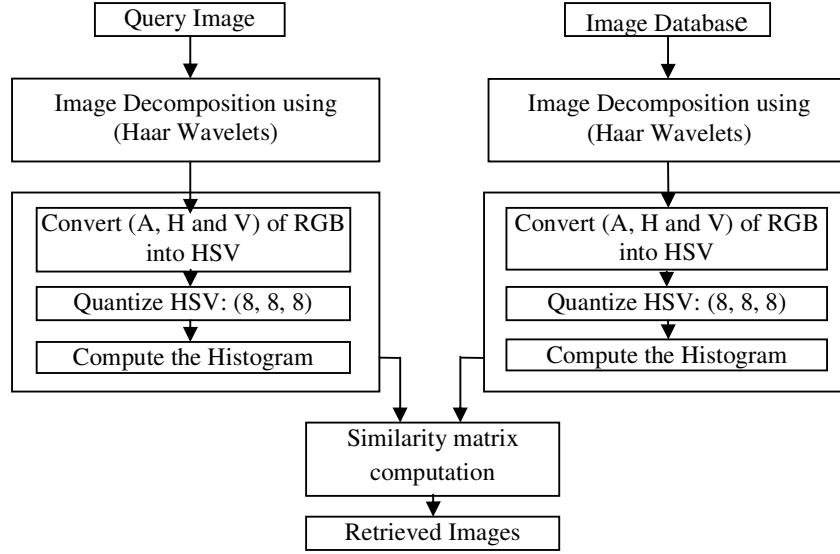 Query Image
Image Decomposition using
(Haar Wavelets)
Convert (A, H and V) of RGB
into HSV
Quantize HSV: (8, 8, 8)
Compute the Histogram
Image Database
Image Decomposition using
(Haar Wavelets)
Convert (A, H and V) of RGB
into HSV
Quantize HSV: (8, 8, 8)
Compute the Histogram
Similarity matrix
computation
Retrieved Images